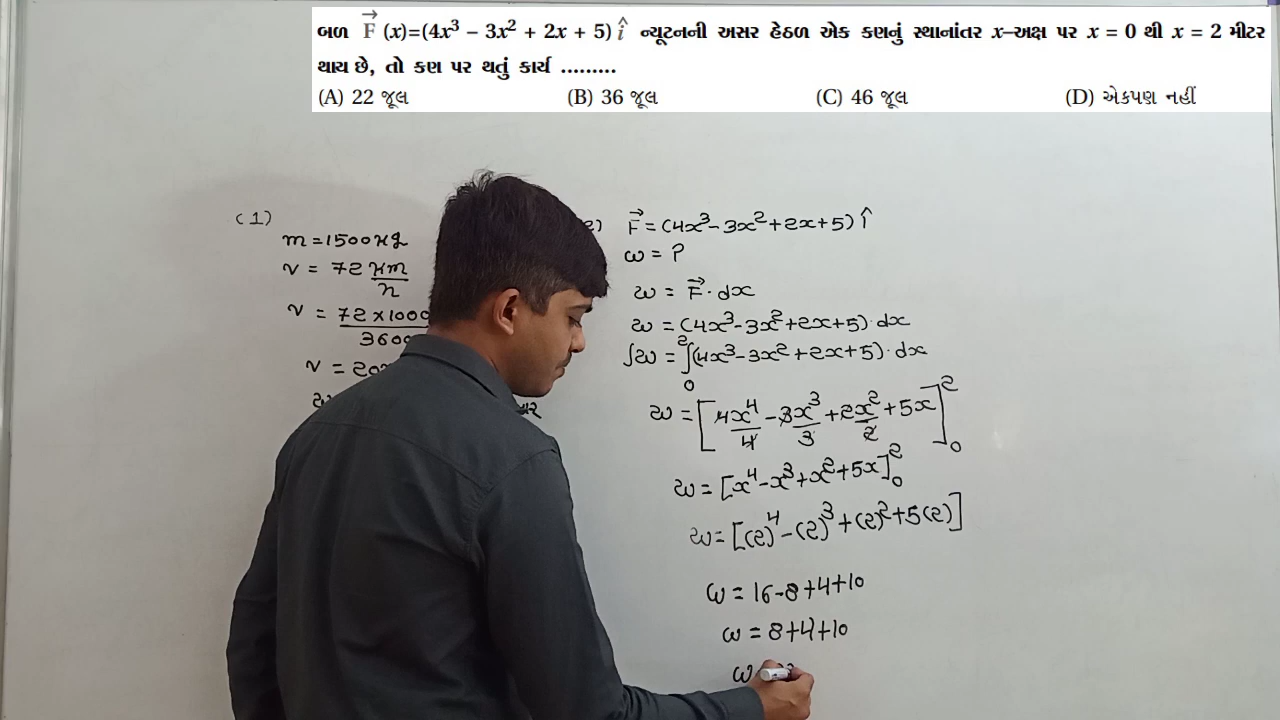 બળ F⃗ (x)=(4x³ − 3x² + 2x + 5) î ન્યૂટનની અસર હેઠળ એક કણનું સ્થાનાંતર x–અક્ષ પર x = 0 થી x = 2 મીટર
થાય છે, તો કણ પર થતું કાર્ય .........
(A) 22 જૂલ (B) 36 જૂલ (C) 46 જૂલ (D) એકપણ નહીં
(1)
m = 1500 kg
v = 72 km/h
v = 72 × 1000 / 3600
v = 20
F⃗ = (4x³ - 3x² + 2x + 5) î
ω = ?
w = F⃗ · dx
w = (4x³ - 3x² + 2x + 5) · dx
∫w = ∫₀² (4x³ - 3x² + 2x + 5) · dx
w = [4x⁴/4 - 3x³/3 + 2x²/2 + 5x]₀²
w = [x⁴ - x³ + x² + 5x]₀²
w = [(2)⁴ - (2)³ + (2)² + 5(2)]
ω = 16 - 8 + 4 + 10
ω = 8 + 4 + 10
ω